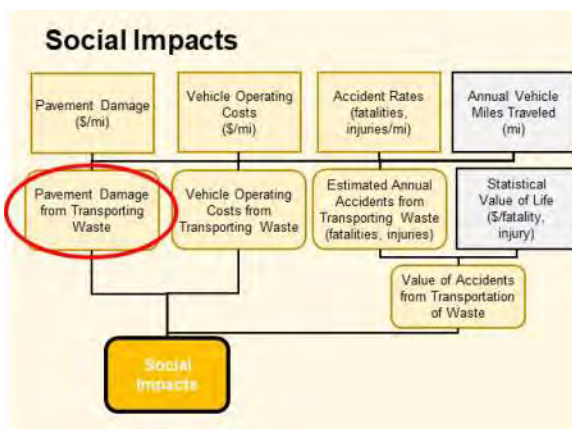 Social Impacts
Pavement Damage
($/mi)
Vehicle Operating
Costs
($/mi)
Accident Rates
(fatalities,
injuries/mi)
Annual Vehicle
Miles Traveled
(mi)
Pavement Damage
from Transporting
Waste
Vehicle Operating
Costs from
Transporting Waste
Estimated Annual
Accidents from
Transporting Waste
(fatalities, injuries)
Statistical
Value of Life
($/fatality,
injury)
Value of Accidents
from Transportation
of Waste
Social
Impacts